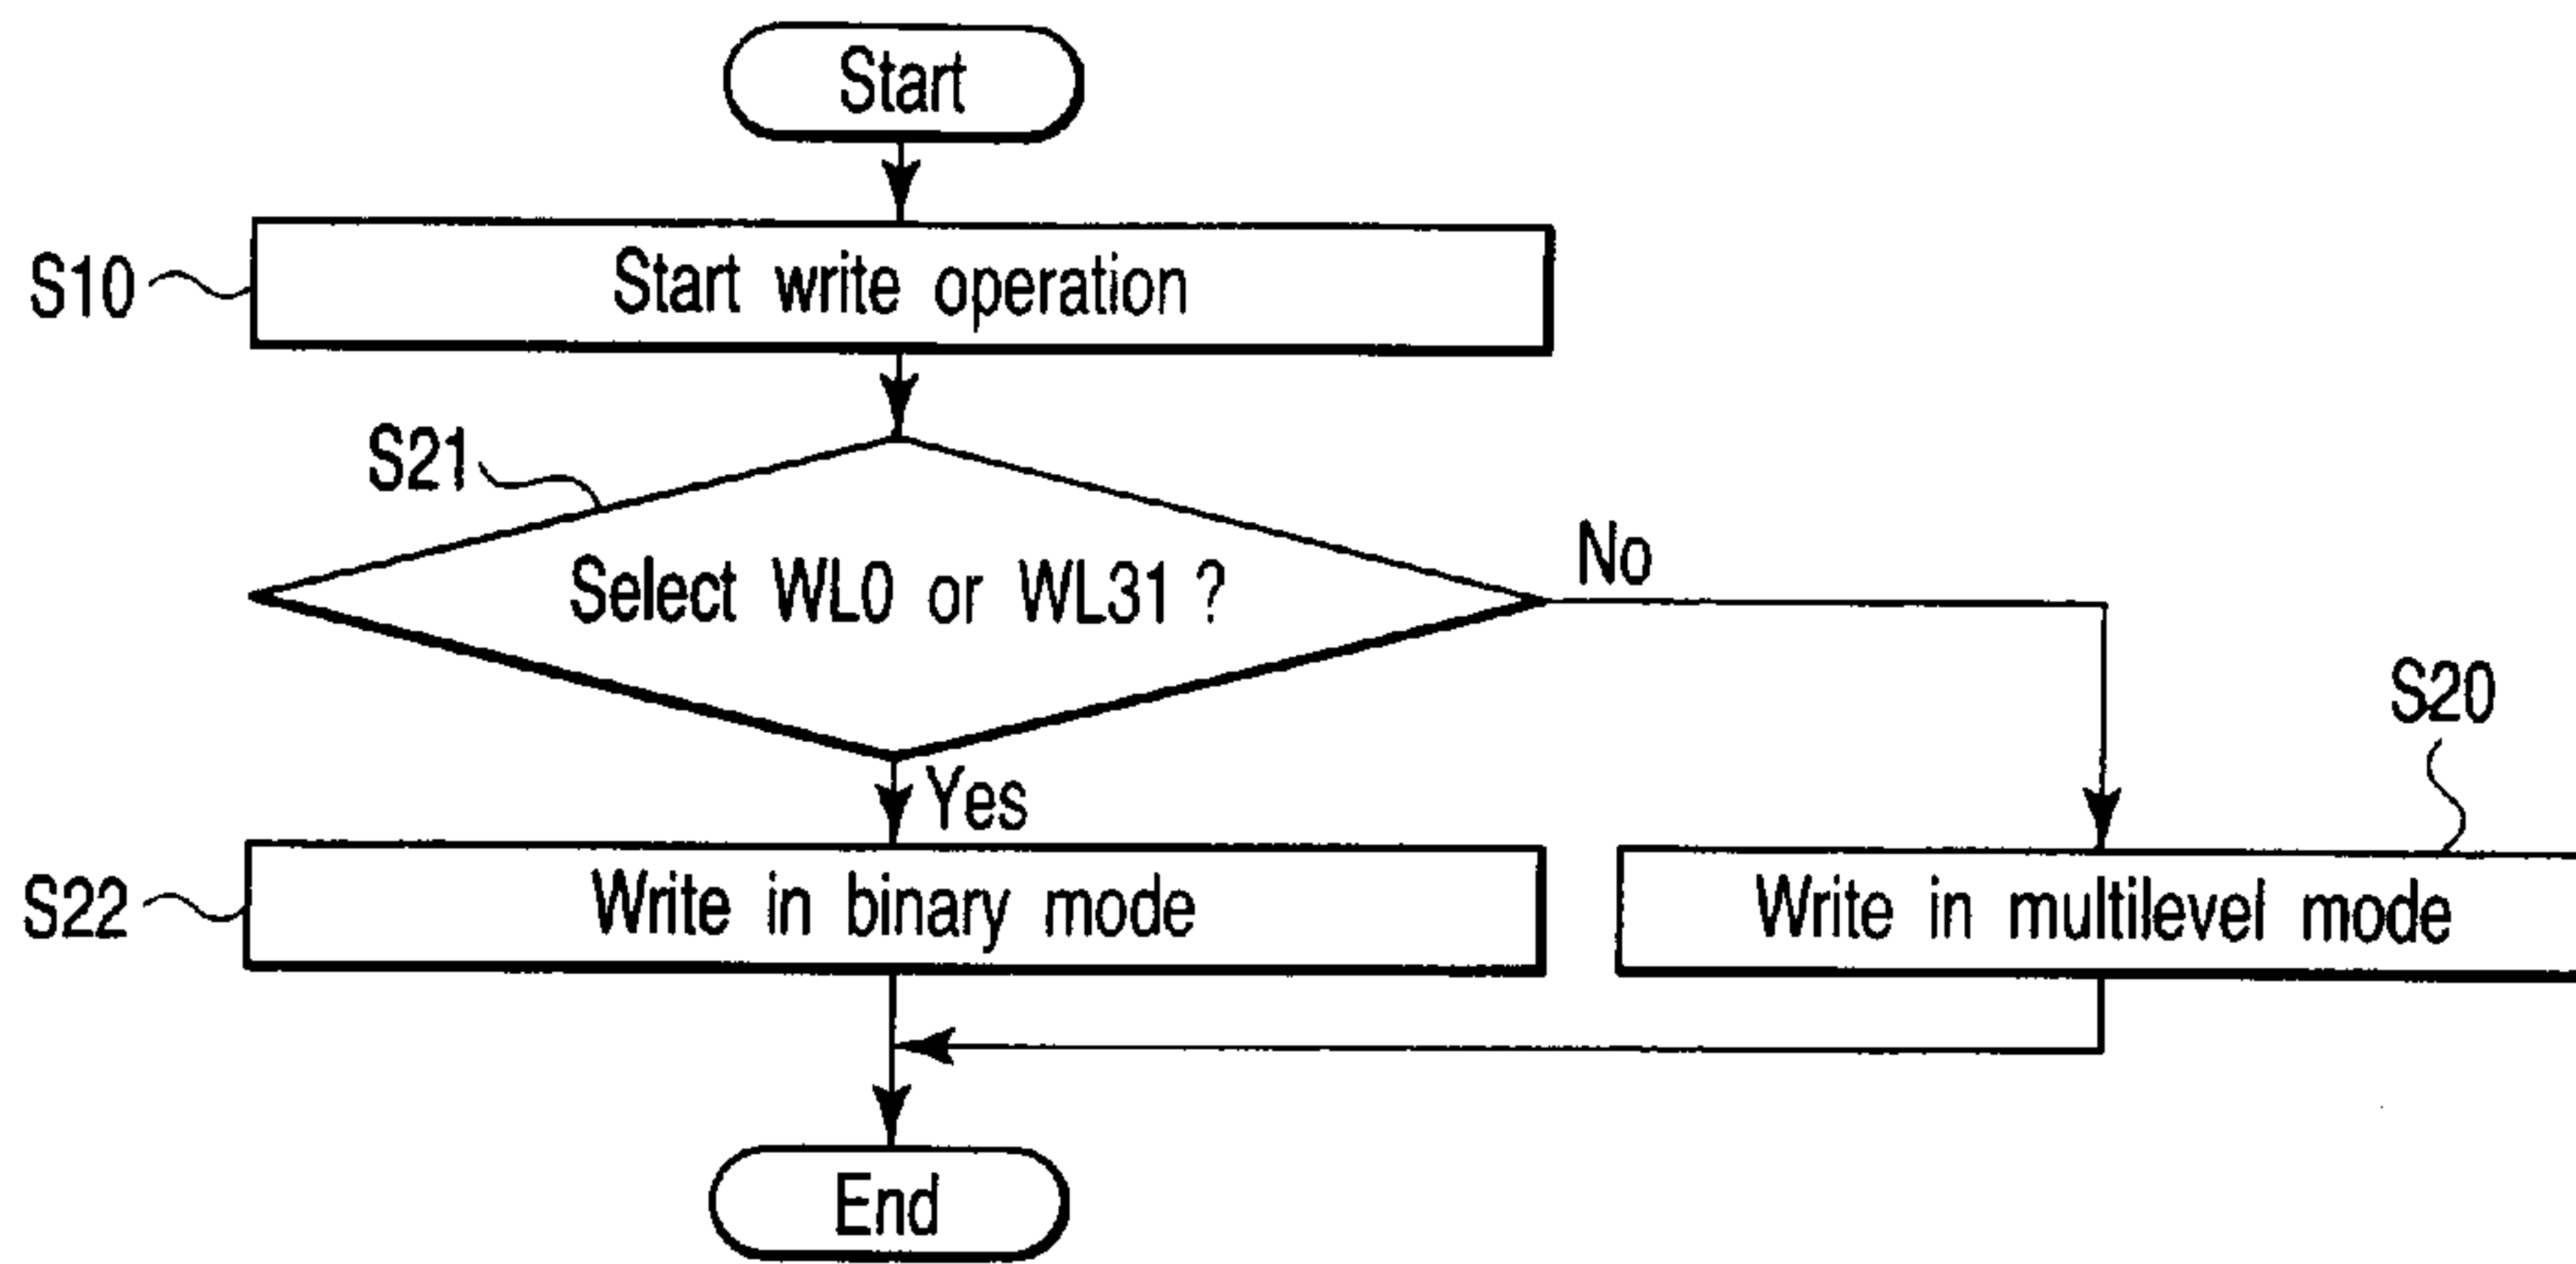 Start
S10
Start write operation
S21
Select WL0 or WL31 ?
No
Yes
S20
S22
Write in binary mode
Write in multilevel mode
End